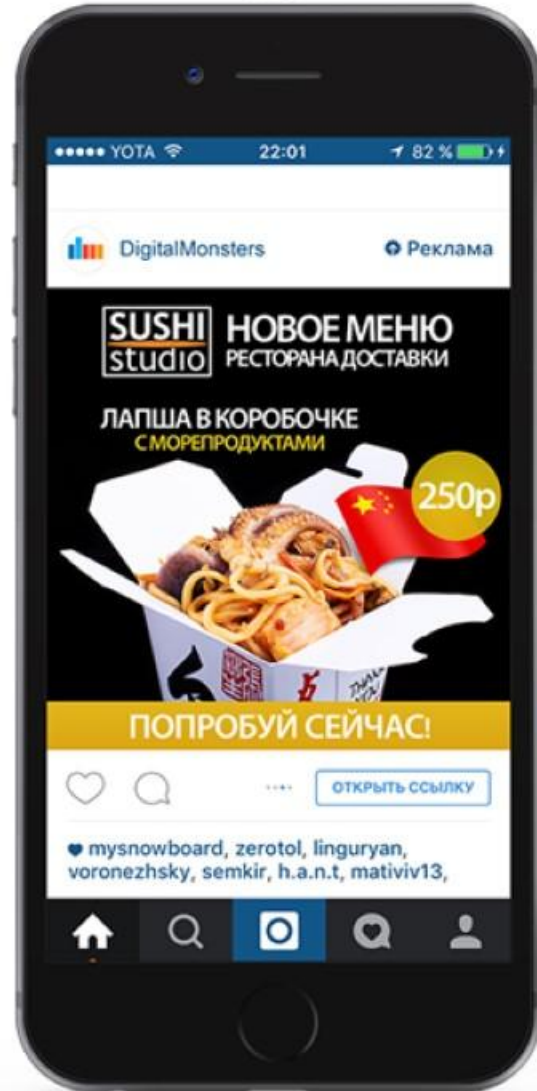 YOTA 22:01 82 %
DigitalMonsters Реклама
SUSHI
studio
НОВОЕ МЕНЮ
РЕСТОРАНА ДОСТАВКИ
ЛАПША В КОРОБОЧКЕ
С МОРЕПРОДУКТАМИ
250р
ПОПРОБУЙ СЕЙЧАС!
ОТКРЫТЬ ССЫЛКУ
mysnowboard, zerotol, linguryan,
voronezhsky, semkir, h.a.n.t, mativiv13,